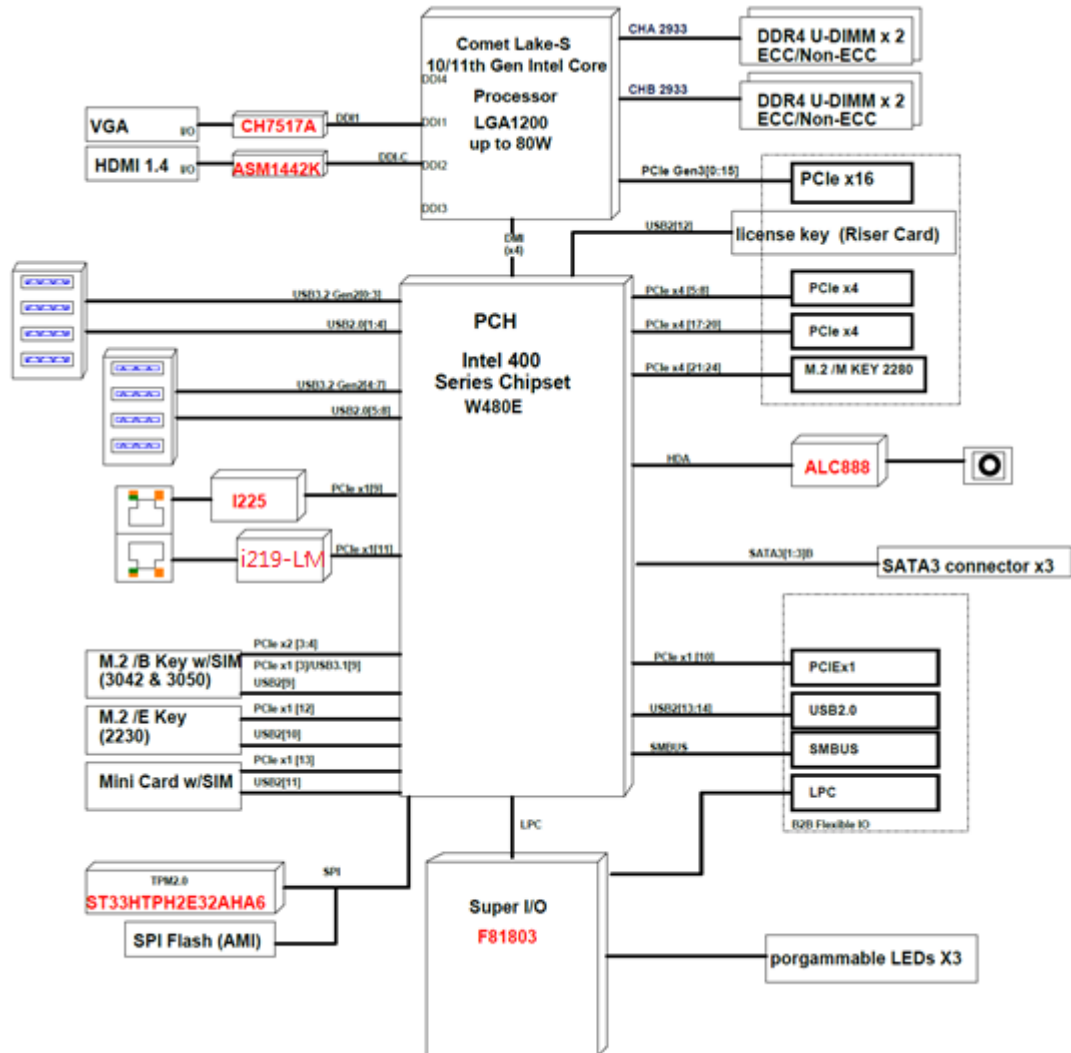 Comet Lake-S
10/11th Gen Intel Core
Processor
LGA1200
up to 80W
DDI4
DDI1
DDI2
DDI3
CHA 2933
DDR4 U-DIMM x 2
ECC/Non-ECC
CHB 2933
DDR4 U-DIMM x 2
ECC/Non-ECC
VGA
I/O
CH7517A
DDI1
HDMI 1.4
I/O
ASM1442K
DDI-C
PCIe Gen3[0:15]
PCIe x16
DMI
(x4)
USB2[12]
license key (Riser Card)
USB3.2 Gen2[0:3]
USB2.0[1:4]
PCH
Intel 400
Series Chipset
W480E
PCIe x4 [5:8]
PCIe x4
PCIe x4 [17:20]
PCIe x4
PCIe x4 [21:24]
M.2 /M KEY 2280
USB3.2 Gen2[4:7]
USB2.0[5:8]
HDA
ALC888
I225
PCIe x1[9]
i219-LM
PCIe x1[11]
SATA3[1:3]B
SATA3 connector x3
M.2 /B Key w/SIM
(3042 & 3050)
PCIe x2 [3:4]
PCIe x1 [3]/USB3.1[9]
USB2[9]
M.2 /E Key
(2230)
PCIe x1 [12]
USB2[10]
Mini Card w/SIM
PCIe x1 [13]
USB2[11]
PCIe x1 [10]
PCIEx1
USB2[13:14]
USB2.0
SMBUS
SMBUS
LPC
B2B Flexible IO
LPC
TPM2.0
ST33HTPH2E32AHA6
SPI
SPI Flash (AMI)
Super I/O
F81803
porgammable LEDs X3